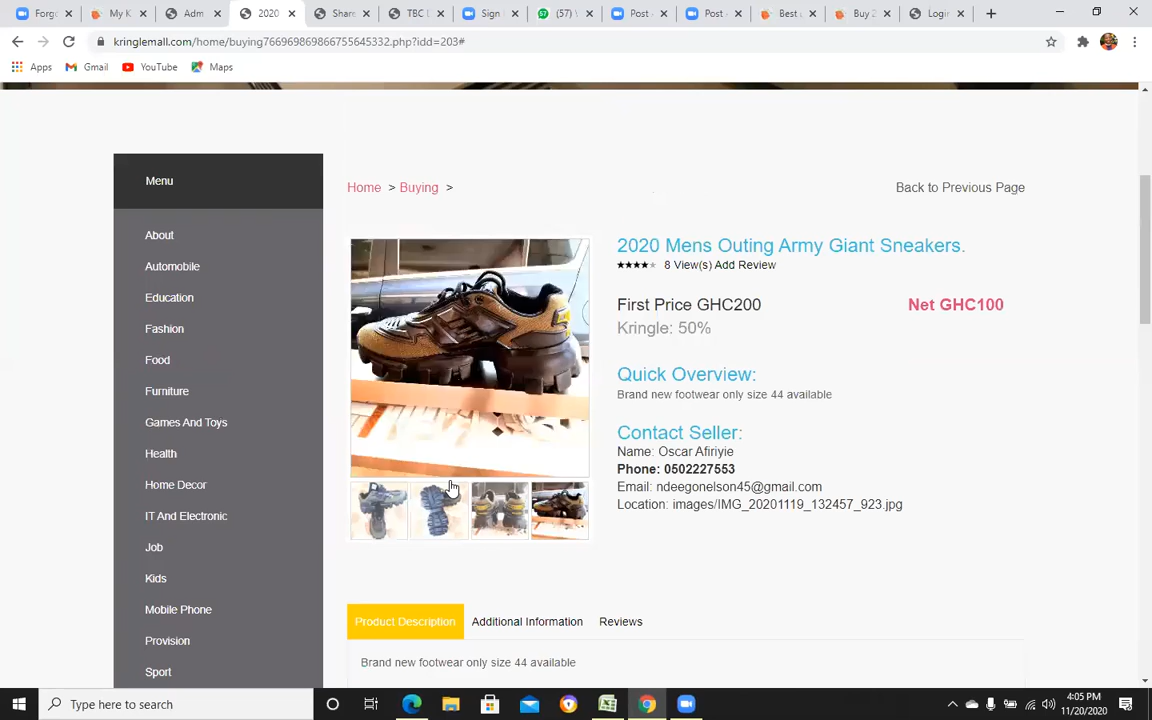 Forgo
My K
Adm
2020
Share
TBC L
Sign I
(57) V
Post -
Post -
Best
Buy 2
Login
kringlemall.com/home/buying766969869866755645332.php?idd=203#
Apps
Gmail
YouTube
Maps
Menu
About
Automobile
Education
Fashion
Food
Furniture
Games And Toys
Health
Home Decor
IT And Electronic
Job
Kids
Mobile Phone
Provision
Sport
Home > Buying >
Back to Previous Page
2020 Mens Outing Army Giant Sneakers.
8 View(s) Add Review
First Price GHC200
Net GHC100
Kringle: 50%
Quick Overview:
Brand new footwear only size 44 available
Contact Seller:
Name: Oscar Afiriyie
Phone: 0502227553
Email: ndeegonelson45@gmail.com
Location: images/IMG_20201119_132457_923.jpg
Product Description
Additional Information
Reviews
Brand new footwear only size 44 available
Type here to search
4:05 PM
11/20/2020